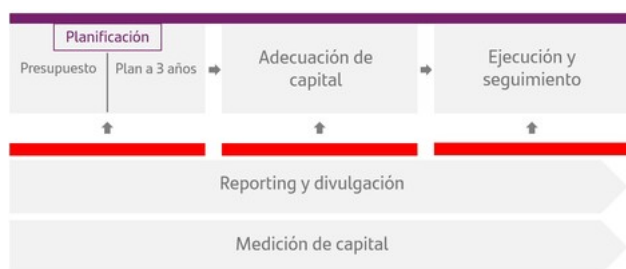 Planificación
Presupuesto
Plan a 3 años
Adecuación de
capital
Ejecución y
seguimiento
Reporting y divulgación
Medición de capital